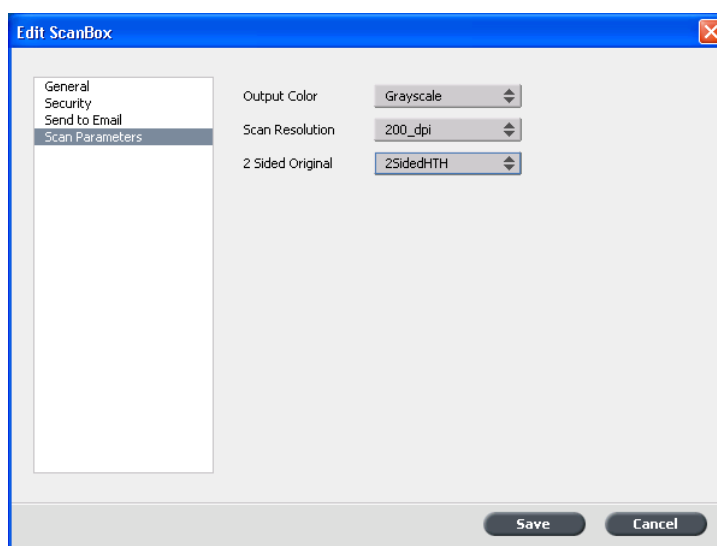 Edit ScanBox
General
Security
Send to Email
Scan Parameters
Output Color Grayscale
Scan Resolution 200_dpi
2 Sided Original 2SidedHTH
Save Cancel